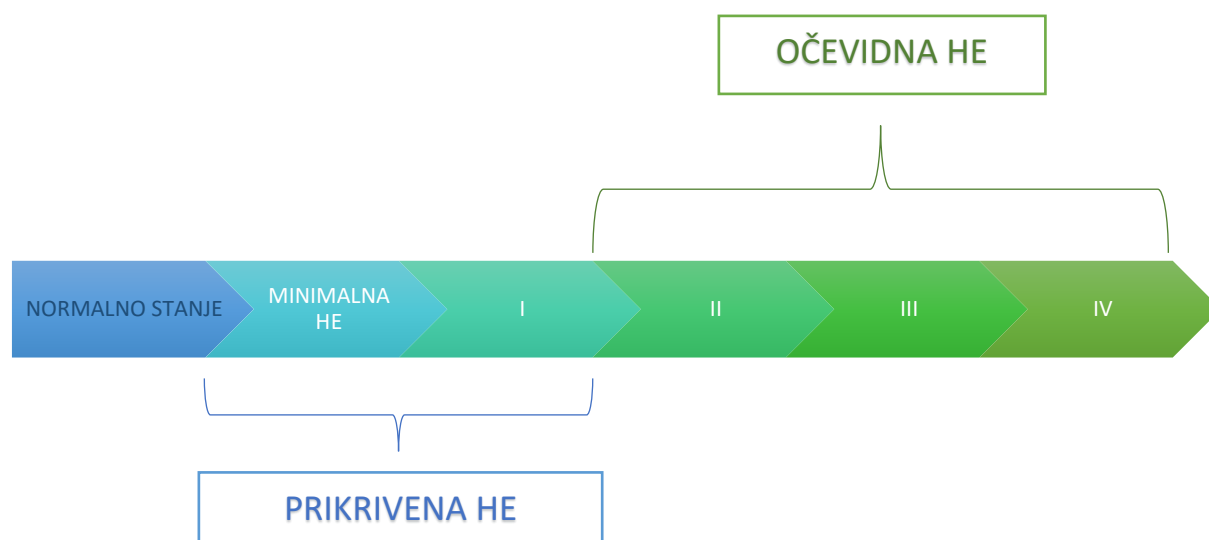 OČEVIDNA HE
NORMALNO STANJE
MINIMALNA
HE
I
II
III
IV
PRIKRIVENA HE